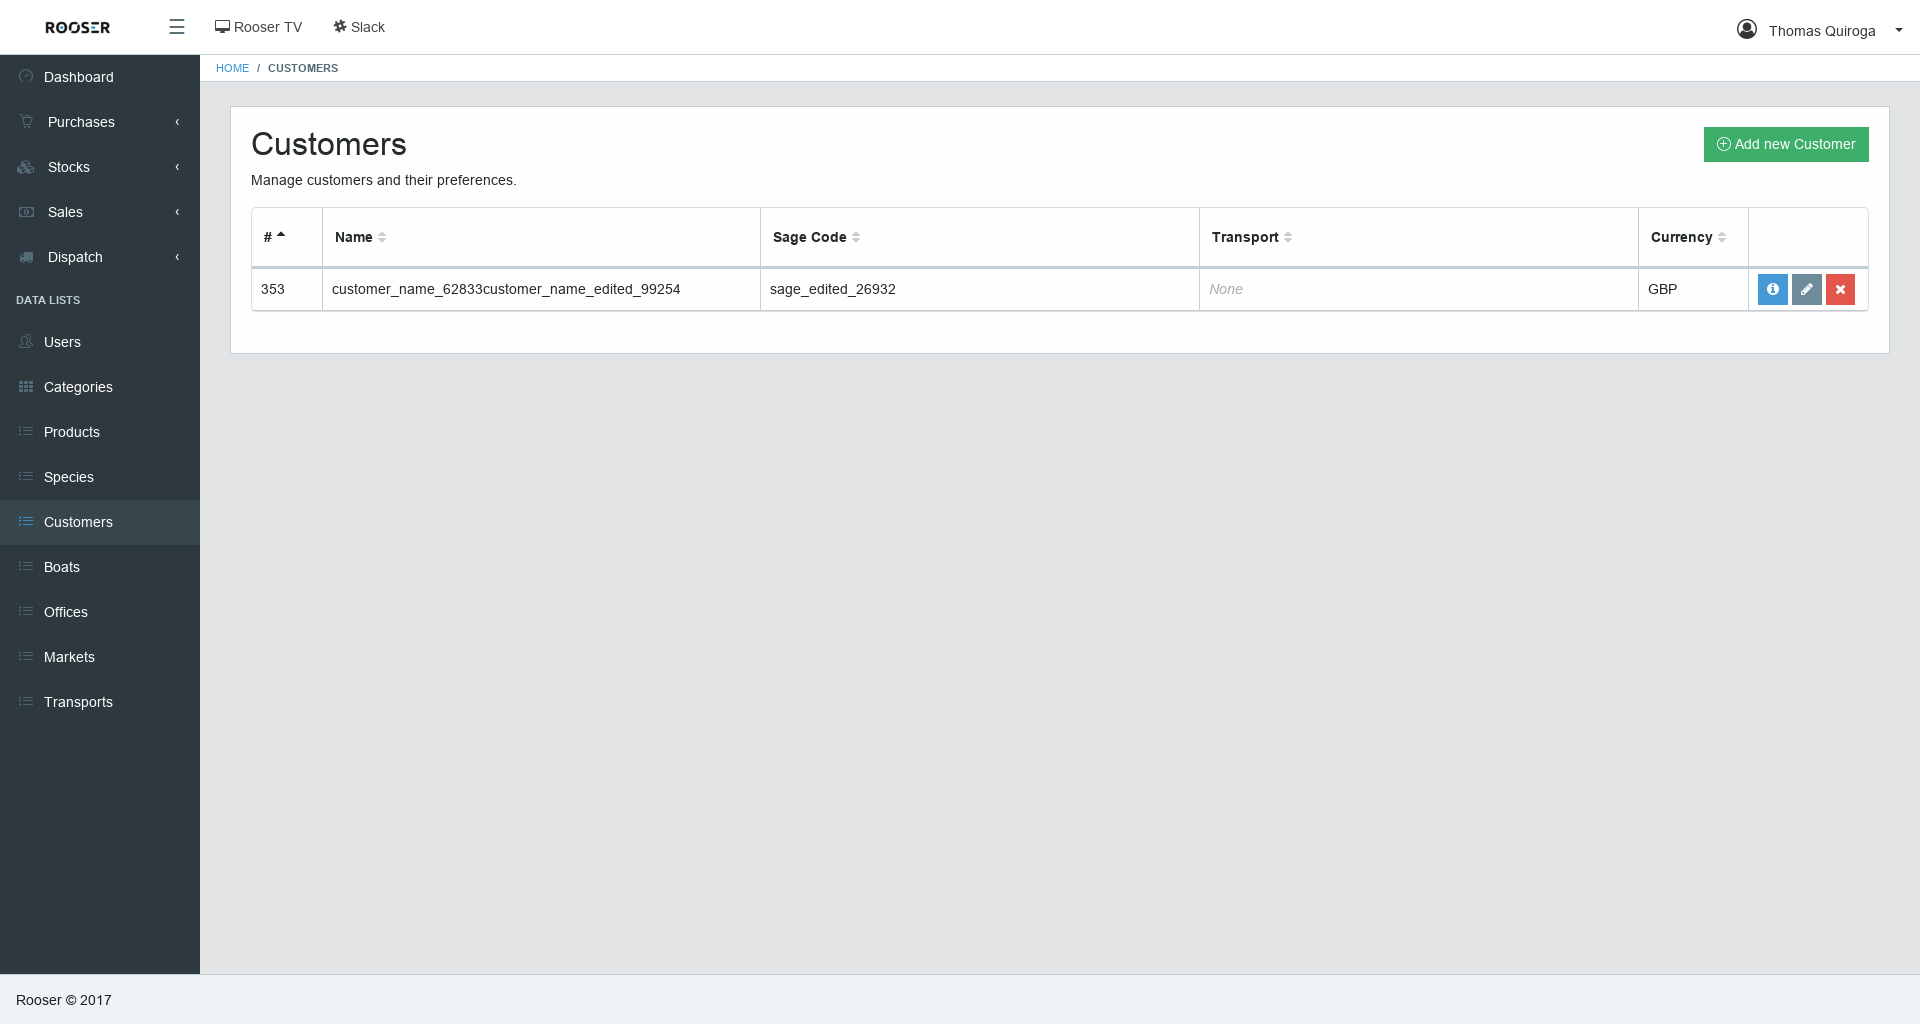 ROOSER
Rooser TV
Slack
Thomas Quiroga
HOME / CUSTOMERS
Dashboard
Purchases
Stocks
Sales
Dispatch
DATA LISTS
Users
Categories
Products
Species
Customers
Boats
Offices
Markets
Transports
Customers
Add new Customer
Manage customers and their preferences.
# Name Sage Code Transport Currency
353 customer_name_62833customer_name_edited_99254 sage_edited_26932 None GBP
Rooser © 2017